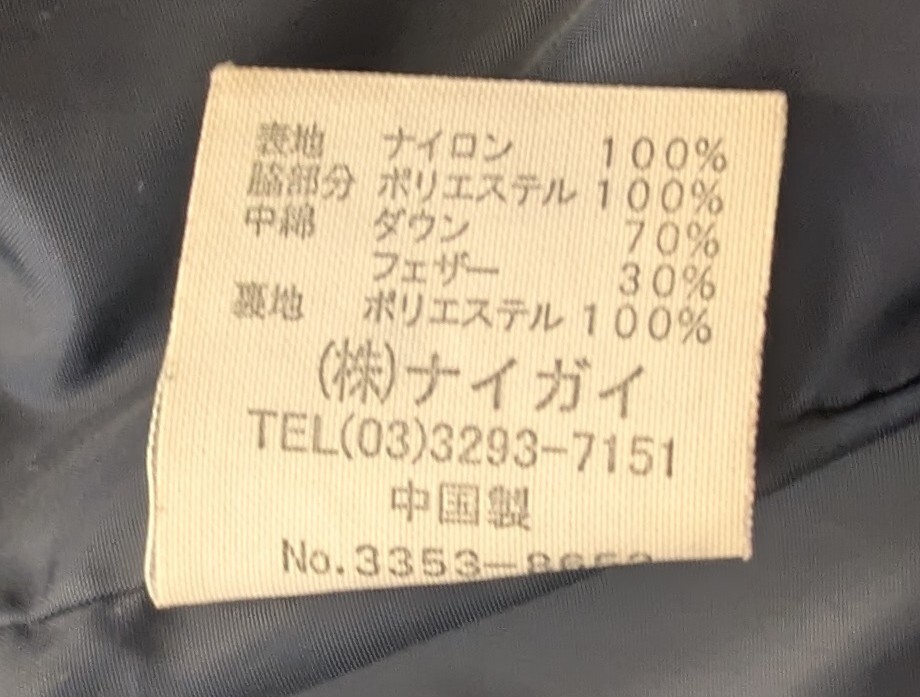 表地 ナイロン 100%
脇部分 ポリエステル 100%
中綿 ダウン 70%
フェザー 30%
裏地 ポリエステル 100%
(株)ナイガイ
TEL(03)3293-7151
中国製
No.3353-